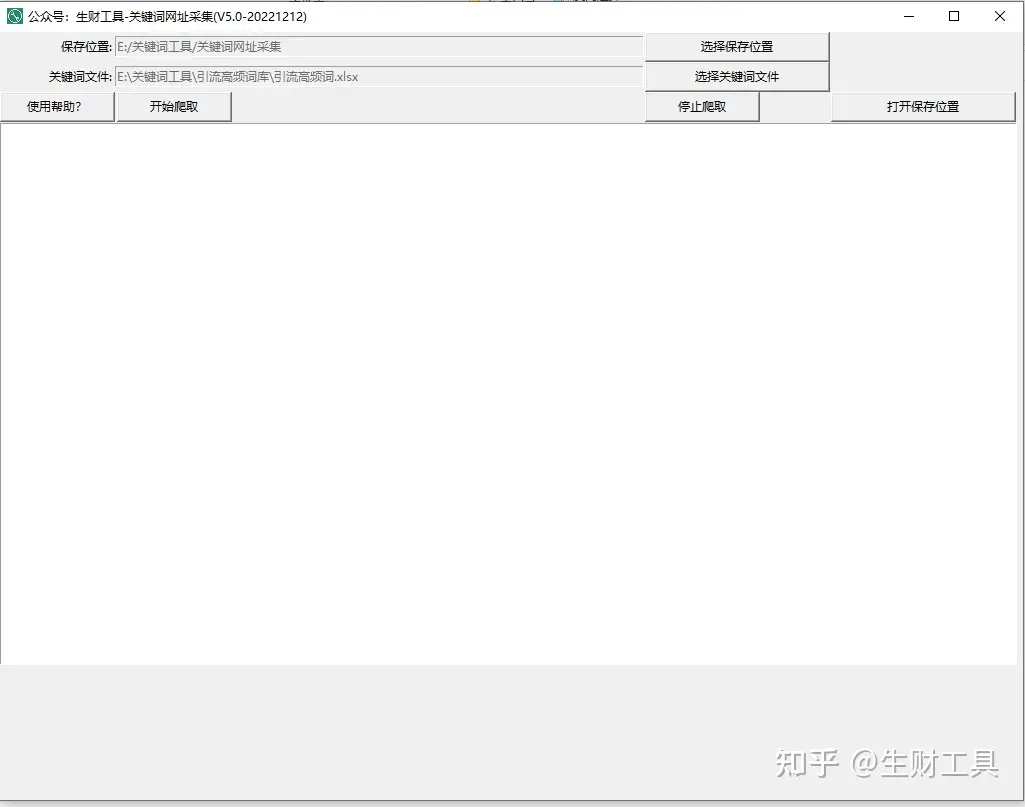 公众号：生财工具-关键词网址采集(V5.0-20221212)
保存位置: E:/关键词工具/关键词网址采集 选择保存位置
关键词文件: E:\关键词工具\引流高频词库\引流高频词.xlsx 选择关键词文件
使用帮助? 开始爬取 停止爬取 打开保存位置
知乎 @生财工具